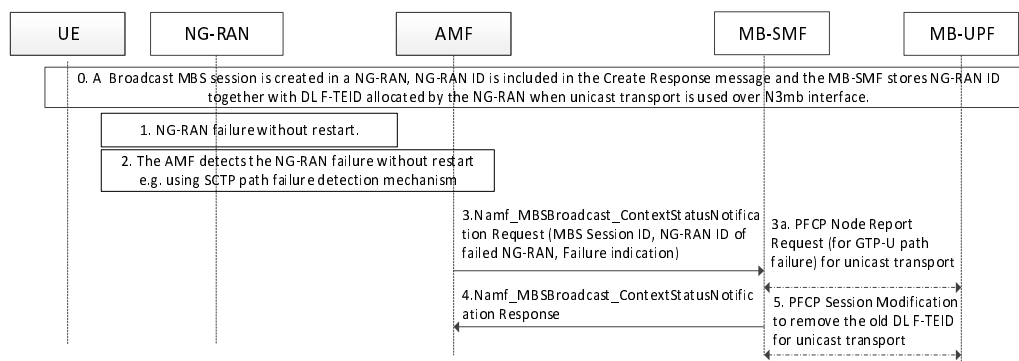 UE
NG-RAN
AMF
MB-SMF
MB-UPF
0. A Broadcast MBS session is created in a NG-RAN, NG-RAN ID is included in the Create Response message and the MB-SMF stores NG-RAN ID
together with DL F-TEID allocated by the NG-RAN when unicast transport is used over N3mb interface.
1. NG-RAN failure without restart.
2. The AMF detects the NG-RAN failure without restart
e.g. using SCTP path failure detection mechanism
3.Namf_MBSBroadcast_ContextStatusNotifica
tion Request (MBS Session ID, NG-RAN ID of
failed NG-RAN, Failure indication)
3a. PFCP Node Report
Request (for GTP-U path
failure) for unicast transport
4.Namf_MBSBroadcast_ContextStatusNotific
ation Response
5. PFCP Session Modification
to remove the old DL F-TEID
for unicast transport